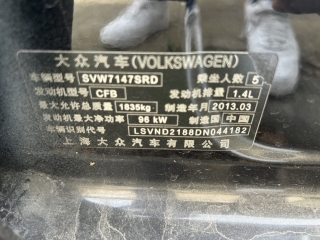 大众汽车(VOLKSWAGEN)
车辆型号 SVW7147SRD 乘坐人数 5
发动机型号 CFB 发动机排量 1.4L
最大允许总质量 1835kg 制造年月 2013.03
发动机最大净功率 96 kW 制造国 中国
车辆识别代号 LSVND2188DN044182
上海大众汽车有限公司